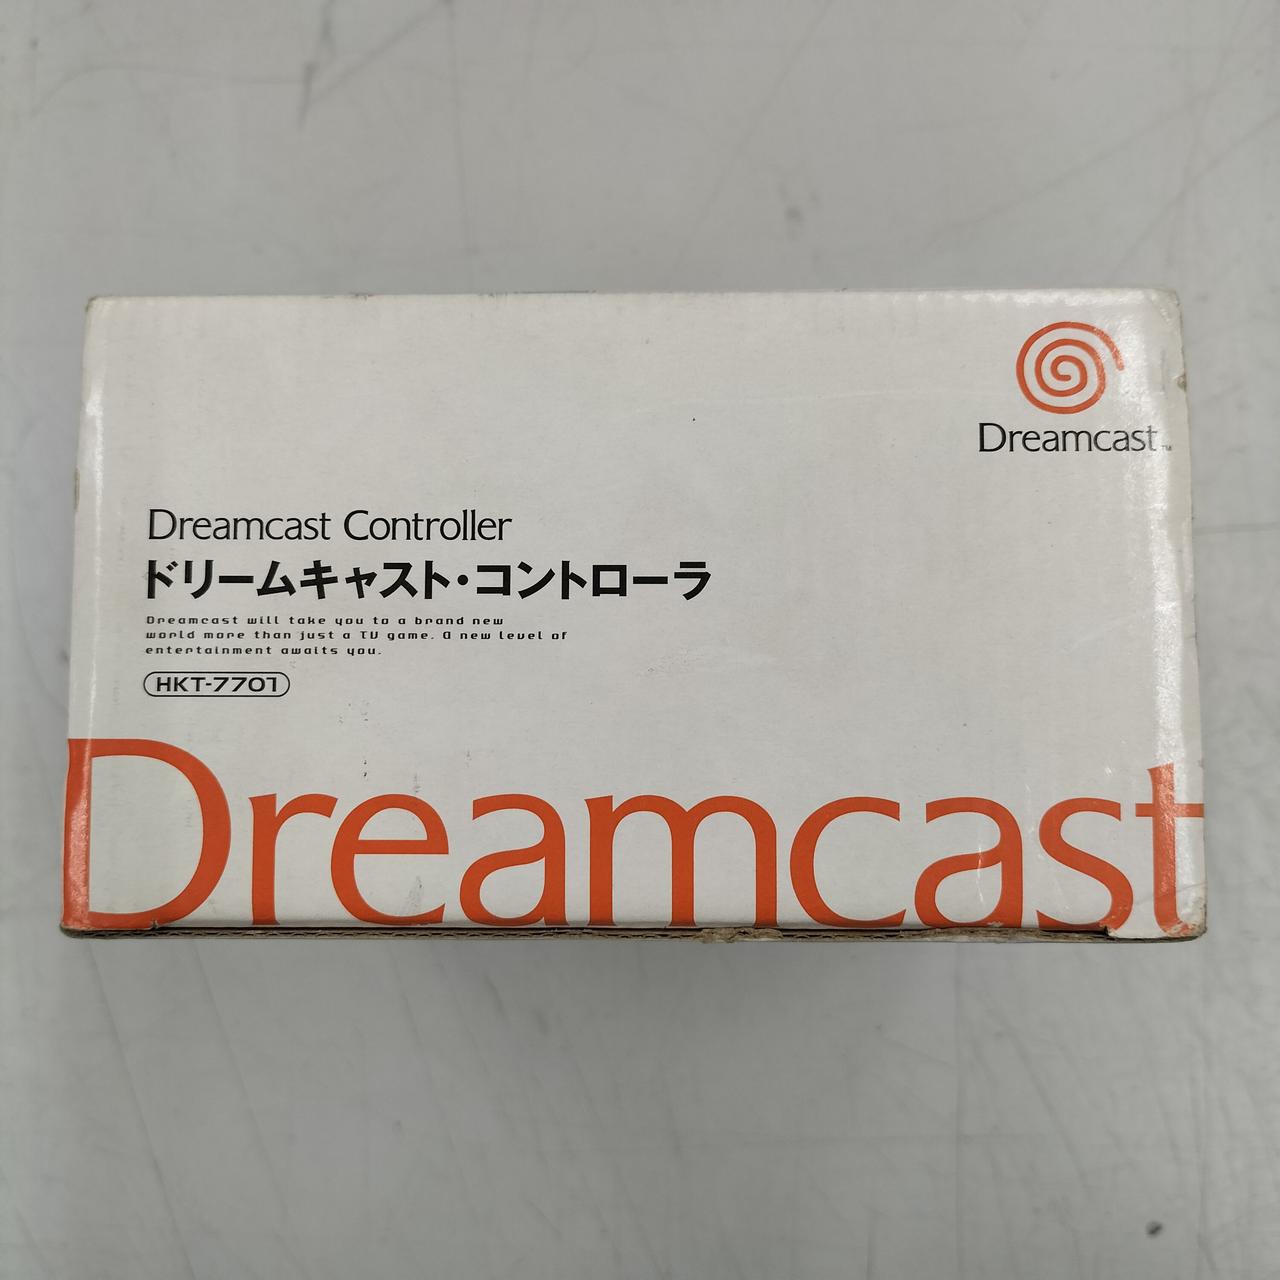 Dreamcast™
Dreamcast Controller
ドリームキャスト・コントローラ
Dreamcast will take you to a brand new
world more than just a TV game. A new level of
entertainment awaits you.
HKT-7701
Dreamcast